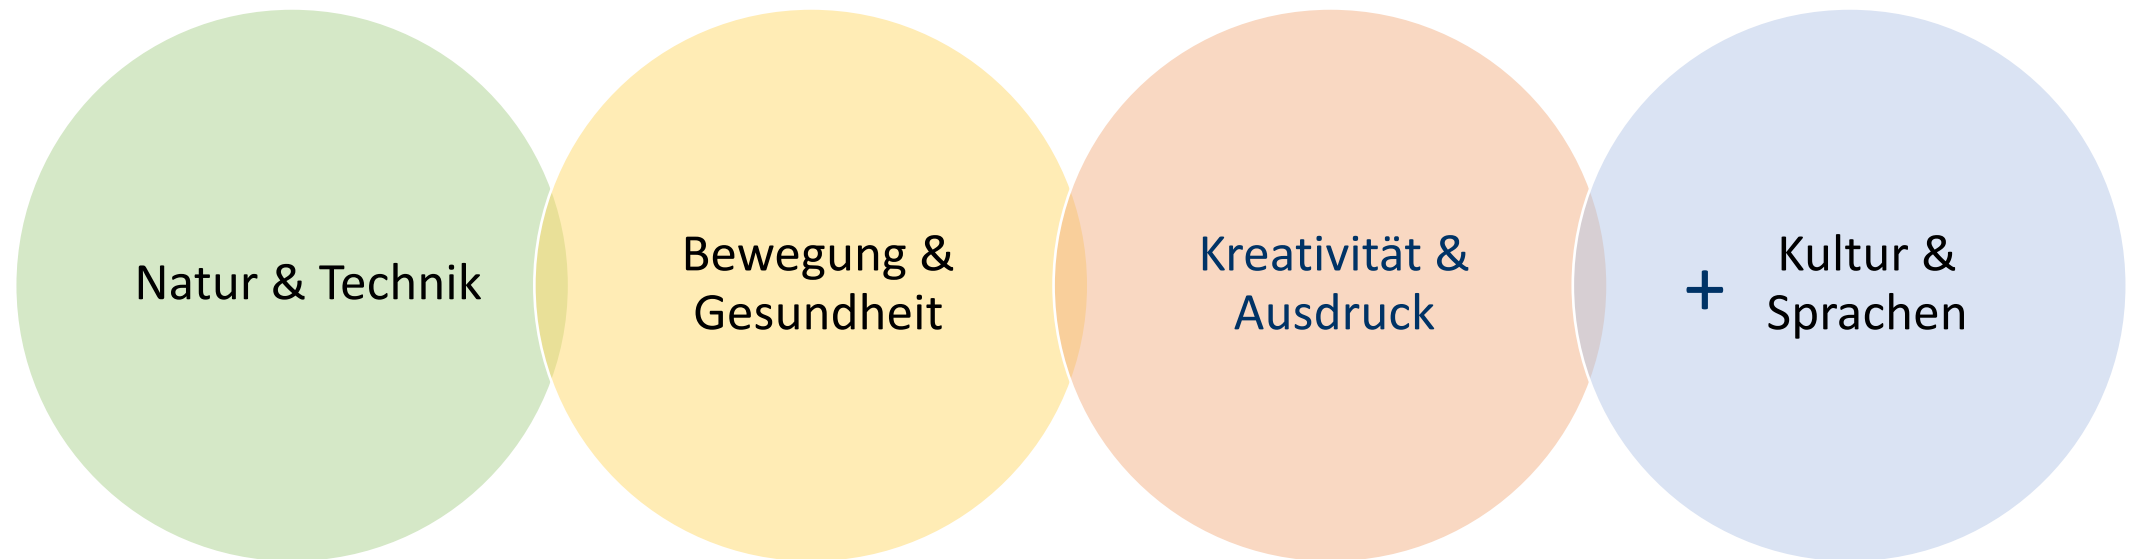 Natur & Technik
Bewegung &
Gesundheit
Kreativität &
Ausdruck
+
Kultur &
Sprachen